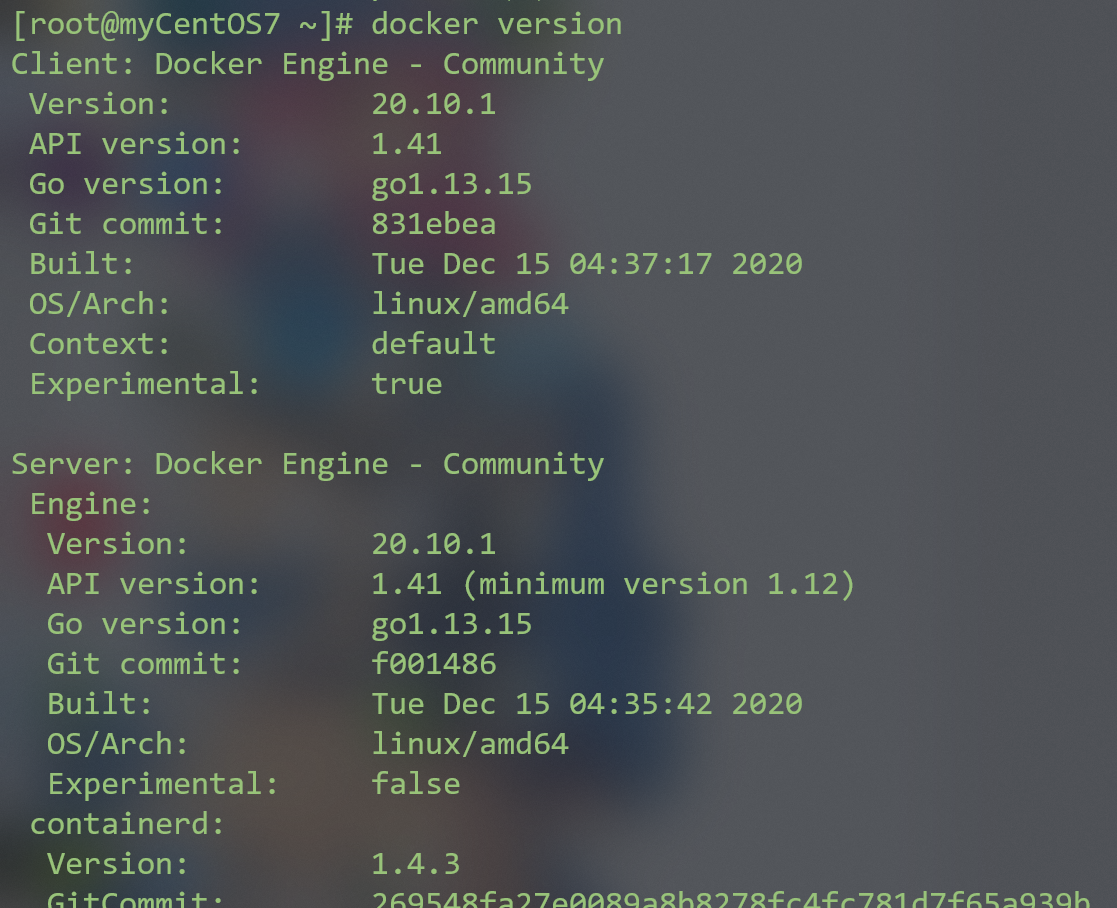 [root@myCentOS7 ~]# docker version
Client: Docker Engine - Community
 Version:           20.10.1
 API version:       1.41
 Go version:        go1.13.15
 Git commit:        831ebea
 Built:             Tue Dec 15 04:37:17 2020
 OS/Arch:           linux/amd64
 Context:           default
 Experimental:      true

Server: Docker Engine - Community
 Engine:
  Version:          20.10.1
  API version:      1.41 (minimum version 1.12)
  Go version:       go1.13.15
  Git commit:       f001486
  Built:            Tue Dec 15 04:35:42 2020
  OS/Arch:          linux/amd64
  Experimental:     false
 containerd:
  Version:          1.4.3
  GitCommit:        269548fa27e0089a8b8278fc4fc781d7f65a939b